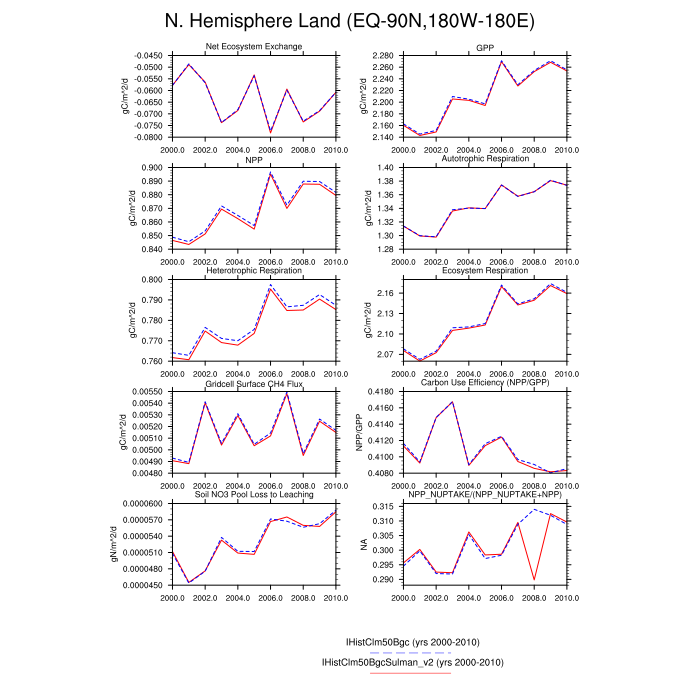 N. Hemisphere Land (EQ-90N,180W-180E)
Net Ecosystem Exchange
gC/m^2/d
-0.0450
-0.0500
-0.0550
-0.0600
-0.0650
-0.0700
-0.0750
-0.0800
2000.0 2002.0 2004.0 2006.0 2008.0 2010.0
GPP
gC/m^2/d
2.280
2.260
2.240
2.220
2.200
2.180
2.160
2.140
2000.0 2002.0 2004.0 2006.0 2008.0 2010.0
NPP
gC/m^2/d
0.900
0.890
0.880
0.870
0.860
0.850
0.840
2000.0 2002.0 2004.0 2006.0 2008.0 2010.0
Autotrophic Respiration
gC/m^2/d
1.40
1.38
1.36
1.34
1.32
1.30
1.28
2000.0 2002.0 2004.0 2006.0 2008.0 2010.0
Heterotrophic Respiration
gC/m^2/d
0.800
0.790
0.780
0.770
0.760
2000.0 2002.0 2004.0 2006.0 2008.0 2010.0
Ecosystem Respiration
gC/m^2/d
2.16
2.13
2.10
2.07
2000.0 2002.0 2004.0 2006.0 2008.0 2010.0
Gridcell Surface CH4 Flux
gC/m^2/d
0.00550
0.00540
0.00530
0.00520
0.00510
0.00500
0.00490
0.00480
2000.0 2002.0 2004.0 2006.0 2008.0 2010.0
Carbon Use Efficiency (NPP/GPP)
NPP/GPP
0.4180
0.4160
0.4140
0.4120
0.4100
0.4080
2000.0 2002.0 2004.0 2006.0 2008.0 2010.0
Soil NO3 Pool Loss to Leaching
gN/m^2/d
0.0000600
0.0000570
0.0000540
0.0000510
0.0000480
0.0000450
2000.0 2002.0 2004.0 2006.0 2008.0 2010.0
NPP_NUPTAKE/(NPP_NUPTAKE+NPP)
NA
0.315
0.310
0.305
0.300
0.295
0.290
2000.0 2002.0 2004.0 2006.0 2008.0 2010.0
IHistClm50Bgc (yrs 2000-2010)
IHistClm50BgcSulman_v2 (yrs 2000-2010)